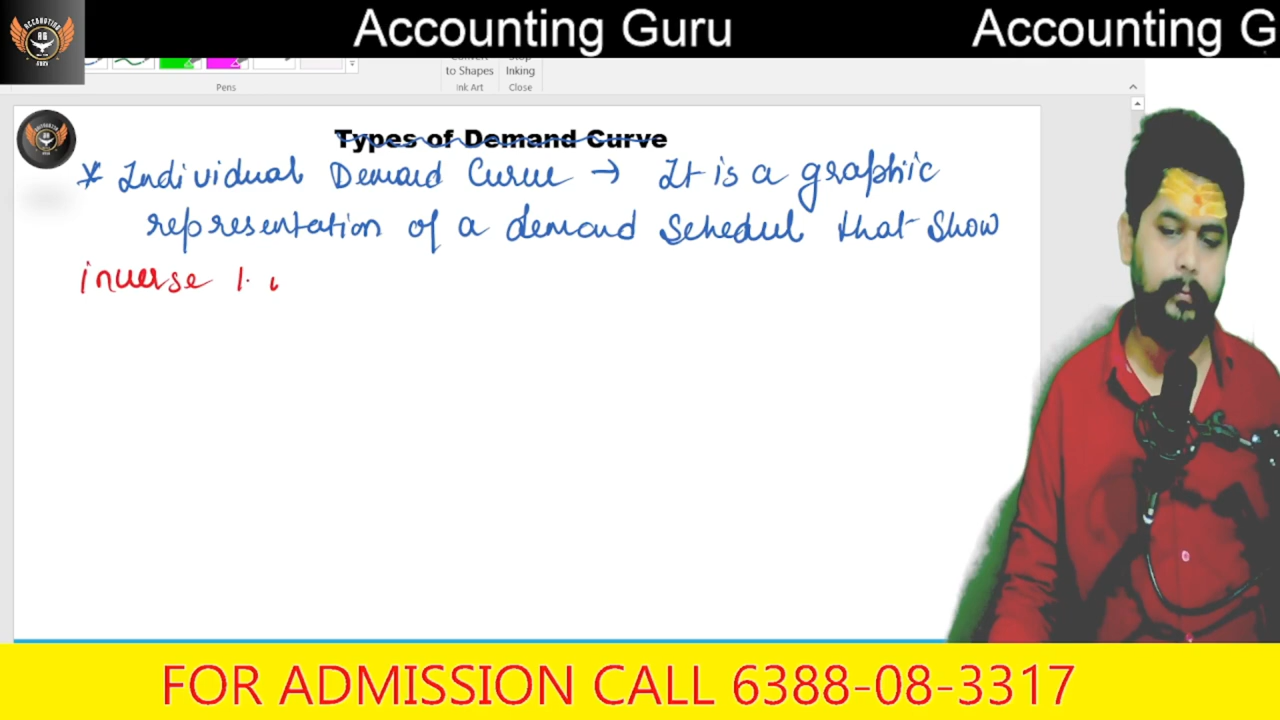 Accounting Guru
Accounting G
to Shapes
Inking
Pens
Ink Art
Close
Types of Demand Curve
* Individual Demand Curve → It is a graphic
representation of a demand Schedul that Show
inverse
FOR ADMISSION CALL 6388-08-3317